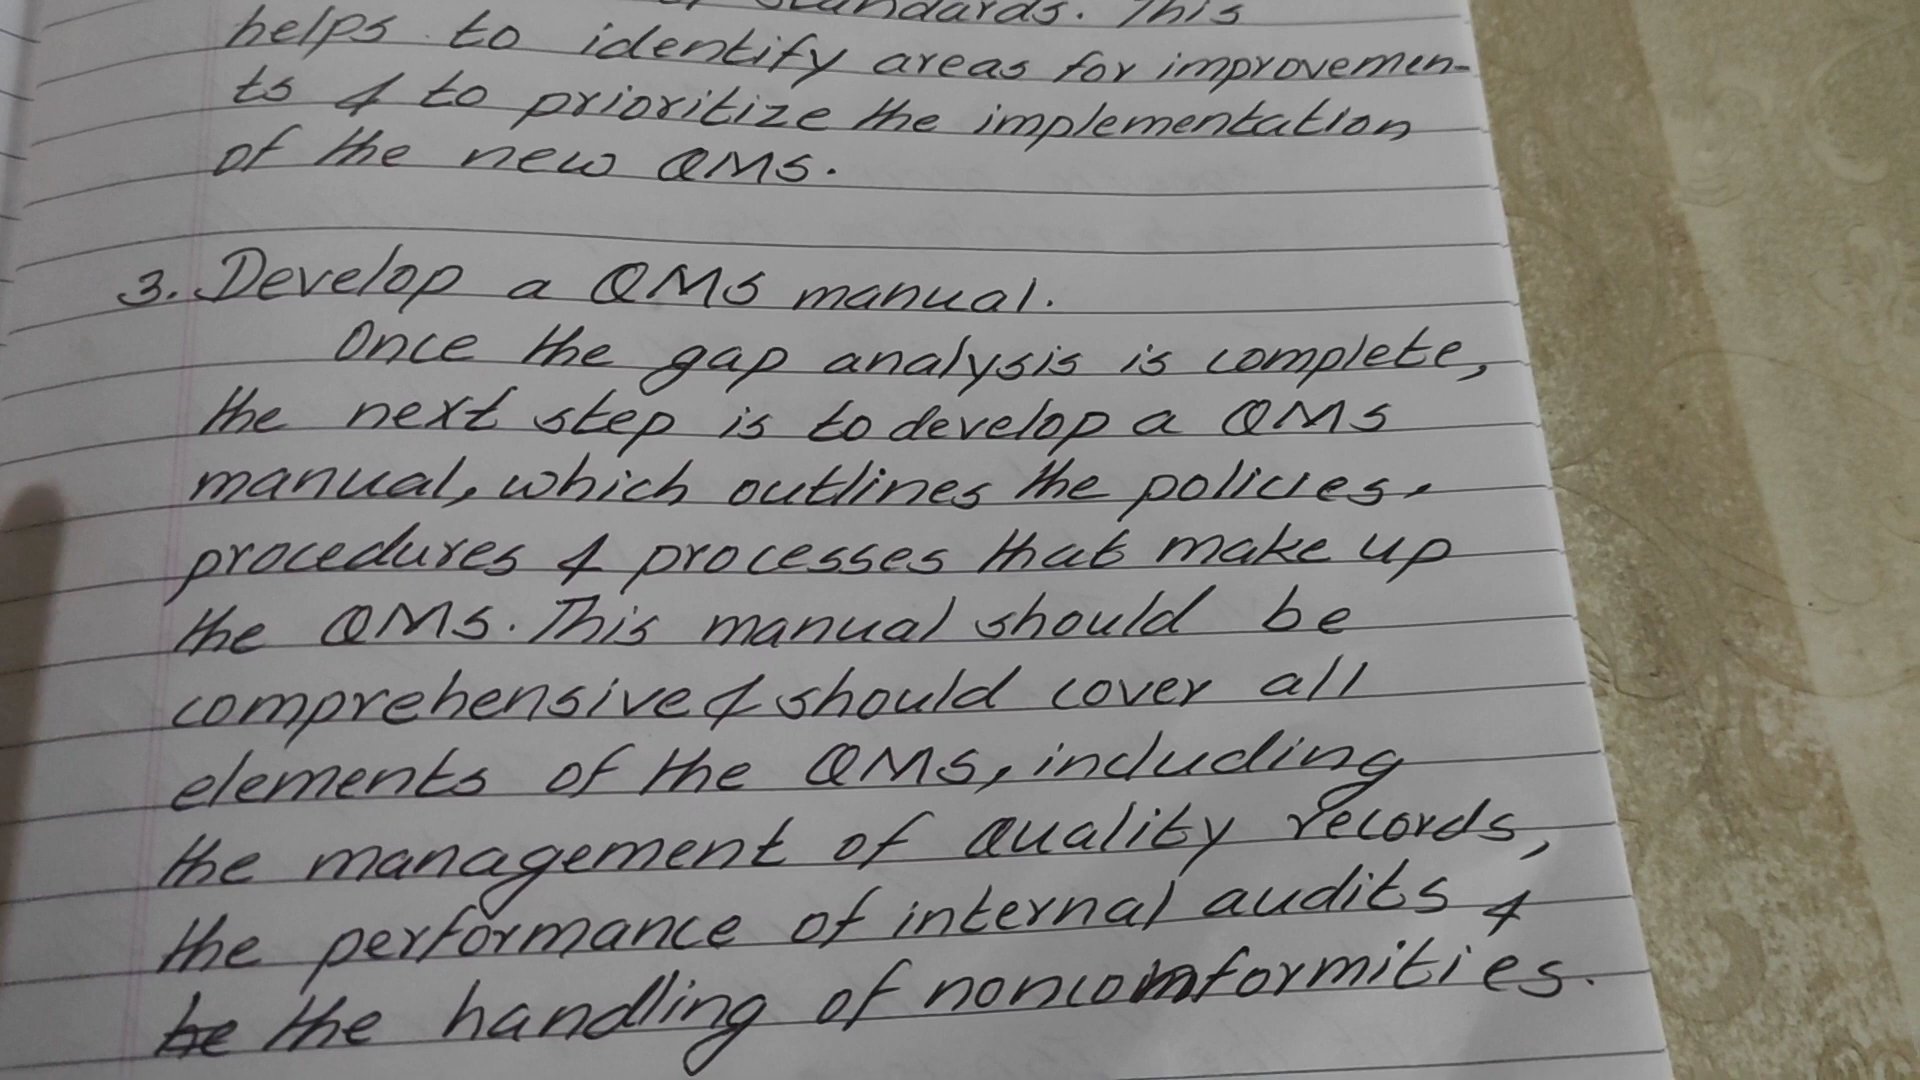 standards. This
helps to identify areas for improvemen-
ts & to prioritize the implementation
of the new QMS.
3. Develop a QMS manual.
Once the gap analysis is complete,
the next step is to develop a QMS
manual, which outlines the policies,
procedures & processes that make up
the QMS. This manual should be
comprehensive & should cover all
elements of the QMS, including
the management of quality records,
the performance of internal audits &
the handling of nonconformities.